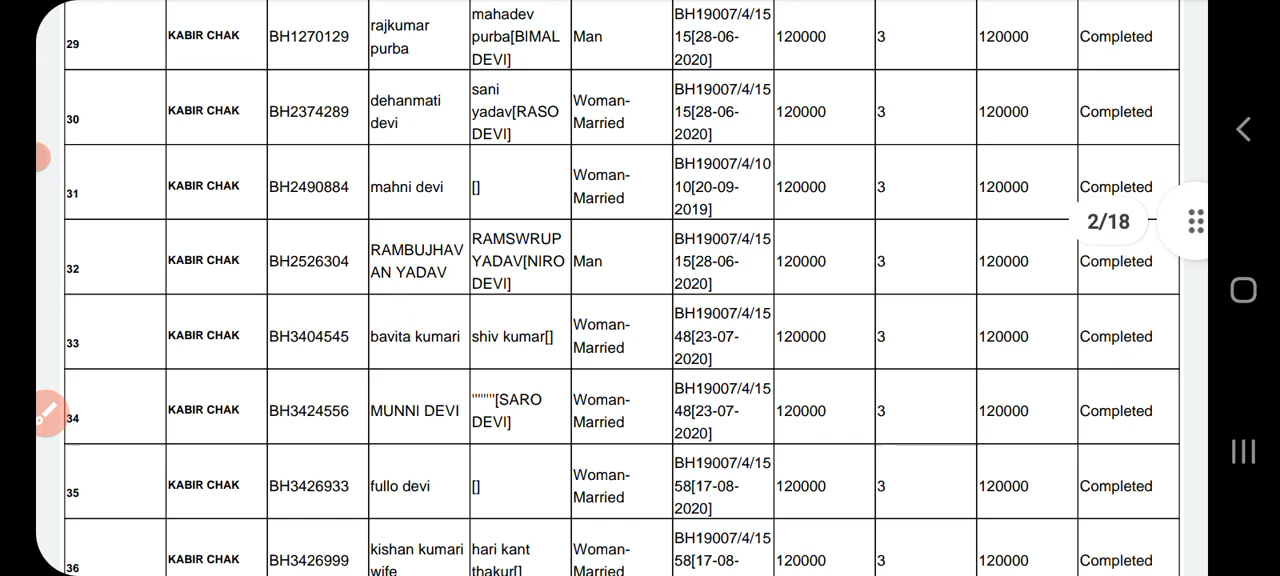 29 KABIR CHAK BH1270129 rajkumar purba mahadev purba[BIMAL DEVI] Man BH19007/4/15 15[28-06-2020] 120000 3 120000 Completed
30 KABIR CHAK BH2374289 dehanmati devi sani yadav[RASO DEVI] Woman-Married BH19007/4/15 15[28-06-2020] 120000 3 120000 Completed
31 KABIR CHAK BH2490884 mahni devi [] Woman-Married BH19007/4/10 10[20-09-2019] 120000 3 120000 Completed
2/18
32 KABIR CHAK BH2526304 RAMBUJHAVAN YADAV RAMSWRUP YADAV[NIRO DEVI] Man BH19007/4/15 15[28-06-2020] 120000 3 120000 Completed
33 KABIR CHAK BH3404545 bavita kumari shiv kumar[] Woman-Married BH19007/4/15 48[23-07-2020] 120000 3 120000 Completed
34 KABIR CHAK BH3424556 MUNNI DEVI """"[SARO DEVI] Woman-Married BH19007/4/15 48[23-07-2020] 120000 3 120000 Completed
35 KABIR CHAK BH3426933 fullo devi [] Woman-Married BH19007/4/15 58[17-08-2020] 120000 3 120000 Completed
36 KABIR CHAK BH3426999 kishan kumari wife hari kant thakur[] Woman-Married BH19007/4/15 58[17-08- 120000 3 120000 Completed